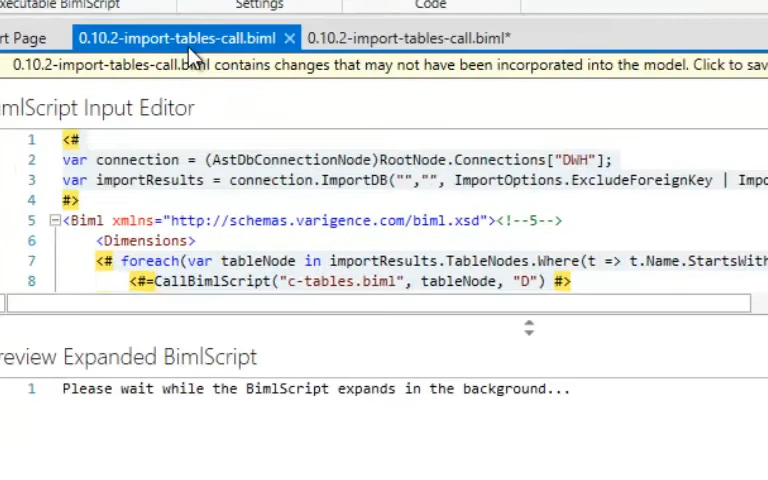 xecutable BimlScript Settings Code
rt Page 0.10.2-import-tables-call.biml 0.10.2-import-tables-call.biml*
0.10.2-import-tables-call.biml contains changes that may not have been incorporated into the model. Click to sav
imlScript Input Editor
1 <#
2 var connection = (AstDbConnectionNode)RootNode.Connections["DWH"];
3 var importResults = connection.ImportDB("","", ImportOptions.ExcludeForeignKey | Impo
4 #>
5 <Biml xmlns="http://schemas.varigence.com/biml.xsd"><!--5-->
6 <Dimensions>
7 <# foreach(var tableNode in importResults.TableNodes.Where(t => t.Name.StartsWith
8 <#=CallBimlScript("c-tables.biml", tableNode, "D") #>
review Expanded BimlScript
1 Please wait while the BimlScript expands in the background...